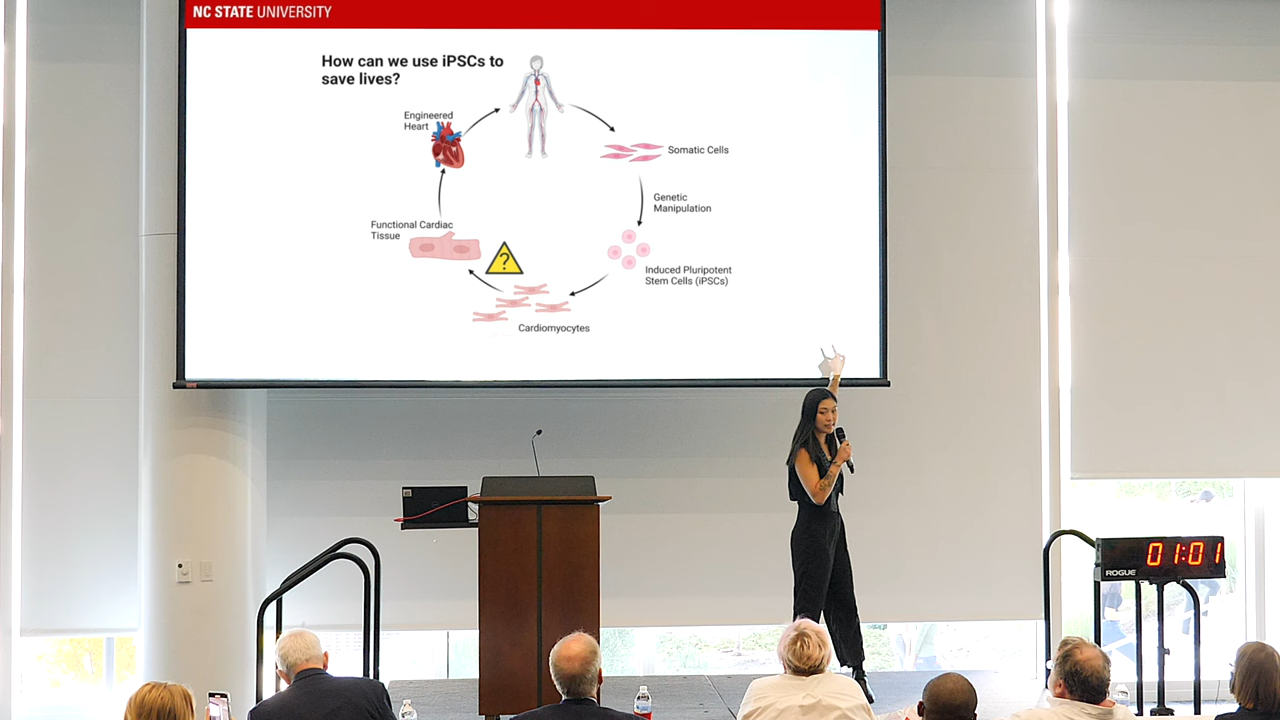 NC STATE UNIVERSITY
How can we use iPSCs to
save lives?
Engineered
Heart
Somatic Cells
Genetic
Manipulation
Functional Cardiac
Tissue
?
Induced Pluripotent
Stem Cells (iPSCs)
Cardiomyocytes
01:01
ROGUE